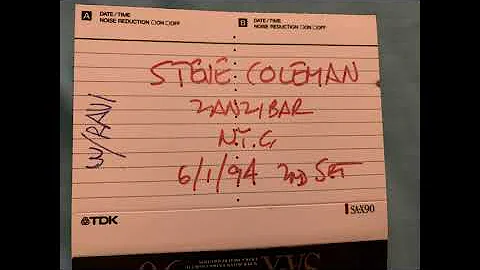 A DATE/TIME
NOISE REDUCTION ☐ON ☐OFF
B DATE/TIME
NOISE REDUCTION ☐ON ☐OFF
STEVE COLEMAN
ZANZIBAR
N.Y.C.
6/1/94 2ND SET
W/RAVI
TDK
SAX90